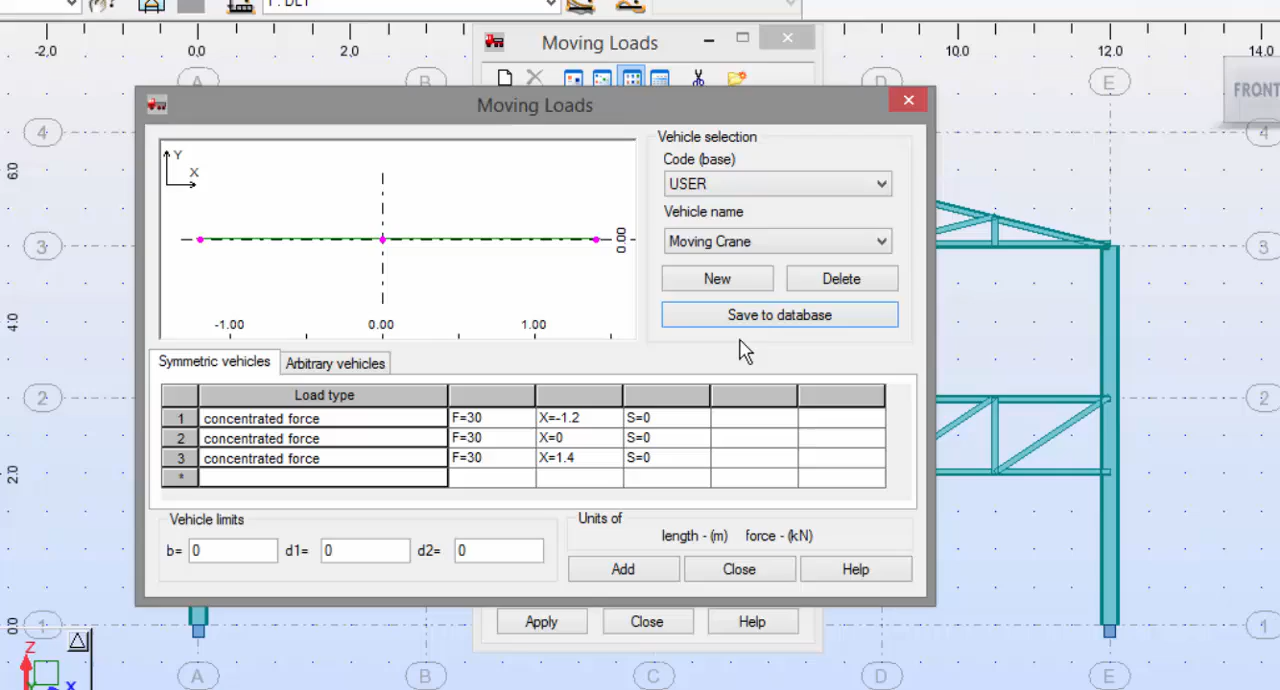 -2,0 0,0 2,0 10.0 12.0 14.0
Moving Loads
A B D E
FRONT
Moving Loads
4 4
6.0
3 3
4.0
2 2
2.0
0.0
1 1
Y
X
0.00
-1.00 0.00 1.00
Vehicle selection
Code (base)
USER
Vehicle name
Moving Crane
New Delete
Save to database
Symmetric vehicles Arbitrary vehicles
Load type
1 concentrated force F=30 X=-1.2 S=0
2 concentrated force F=30 X=0 S=0
3 concentrated force F=30 X=1.4 S=0
*
Vehicle limits
b= 0 d1= 0 d2= 0
Units of
length - (m) force - (kN)
Add Close Help
Apply Close Help
Z
X
A B C D E